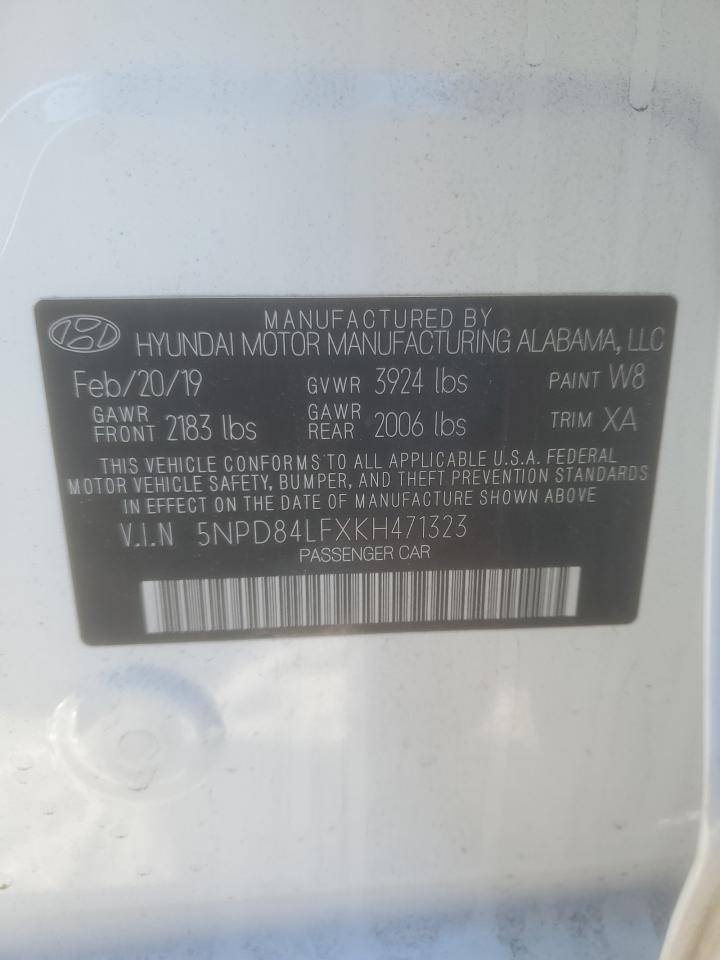 MANUFACTURED BY
HYUNDAI MOTOR MANUFACTURING ALABAMA, LLC
Feb/20/19 GVWR 3924 lbs PAINT W8
GAWR FRONT 2183 lbs GAWR REAR 2006 lbs TRIM XA
THIS VEHICLE CONFORMS TO ALL APPLICABLE U.S.A. FEDERAL
MOTOR VEHICLE SAFETY, BUMPER, AND THEFT PREVENTION STANDARDS
IN EFFECT ON THE DATE OF MANUFACTURE SHOWN ABOVE
V.I.N 5NPD84LFXKH471323
PASSENGER CAR